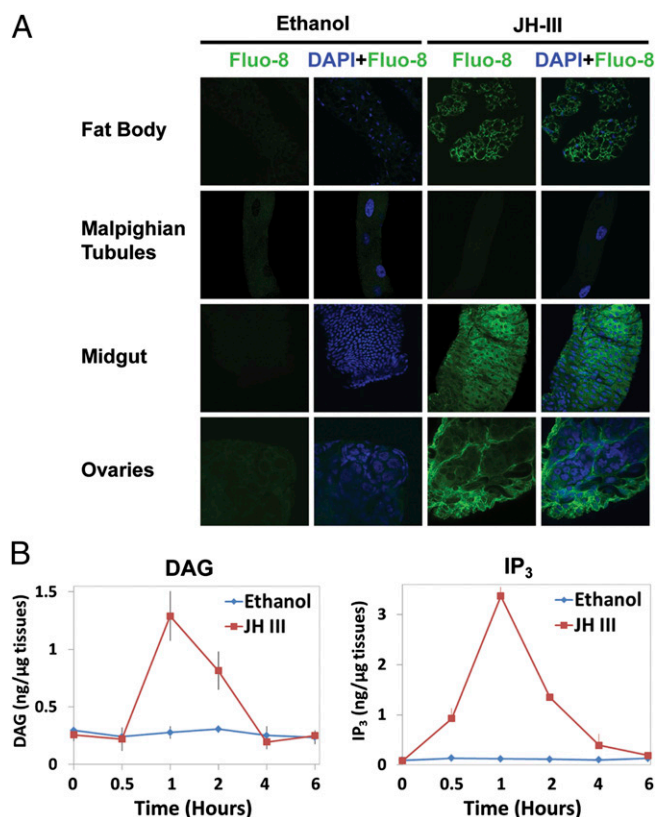 A
Ethanol JH-III
Fluo-8 DAPI+Fluo-8 Fluo-8 DAPI+Fluo-8
Fat Body
Malpighian
Tubules
Midgut
Ovaries
B
DAG
1.5
1
0.5
0
DAG (ng/µg tissues)
Ethanol
JH III
0 0.5 1 2 4 6
Time (Hours)
IP3
3
2
1
0
IP3 (ng/µg tissues)
Ethanol
JH III
0 0.5 1 2 4 6
Time (Hours)